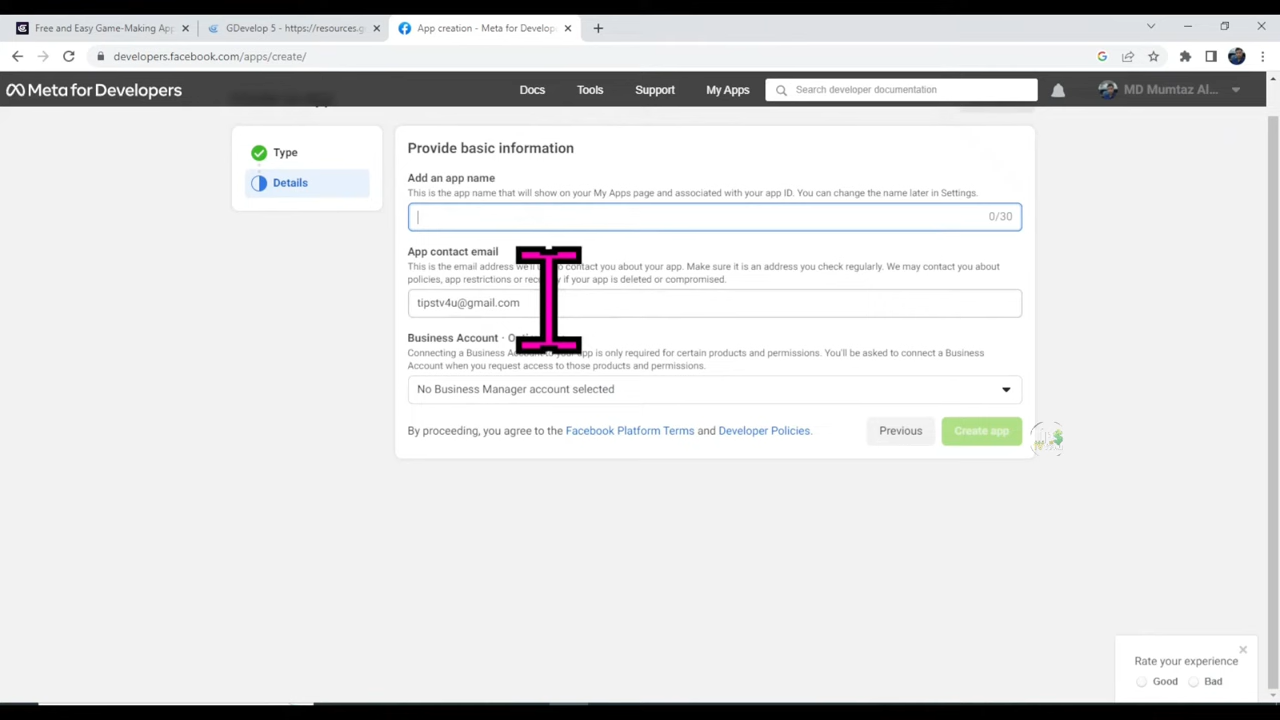 Free and Easy Game-Making App
GDevelop 5 - https://resources.g
App creation - Meta for Develop
developers.facebook.com/apps/create/
Meta for Developers
Docs
Tools
Support
My Apps
Search developer documentation
MD Mumtaz Al...
Type
Details
Provide basic information
Add an app name
This is the app name that will show on your My Apps page and associated with your app ID. You can change the name later in Settings.
0/30
App contact email
This is the email address we'll to contact you about your app. Make sure it is an address you check regularly. We may contact you about
policies, app restrictions or if your app is deleted or compromised.
tipstv4u@gmail.com
Business Account ·
Connecting a Business to your app is only required for certain products and permissions. You'll be asked to connect a Business
Account when you request access to those products and permissions.
No Business Manager account selected
By proceeding, you agree to the Facebook Platform Terms and Developer Policies.
Previous
Create app
Rate your experience
Good
Bad